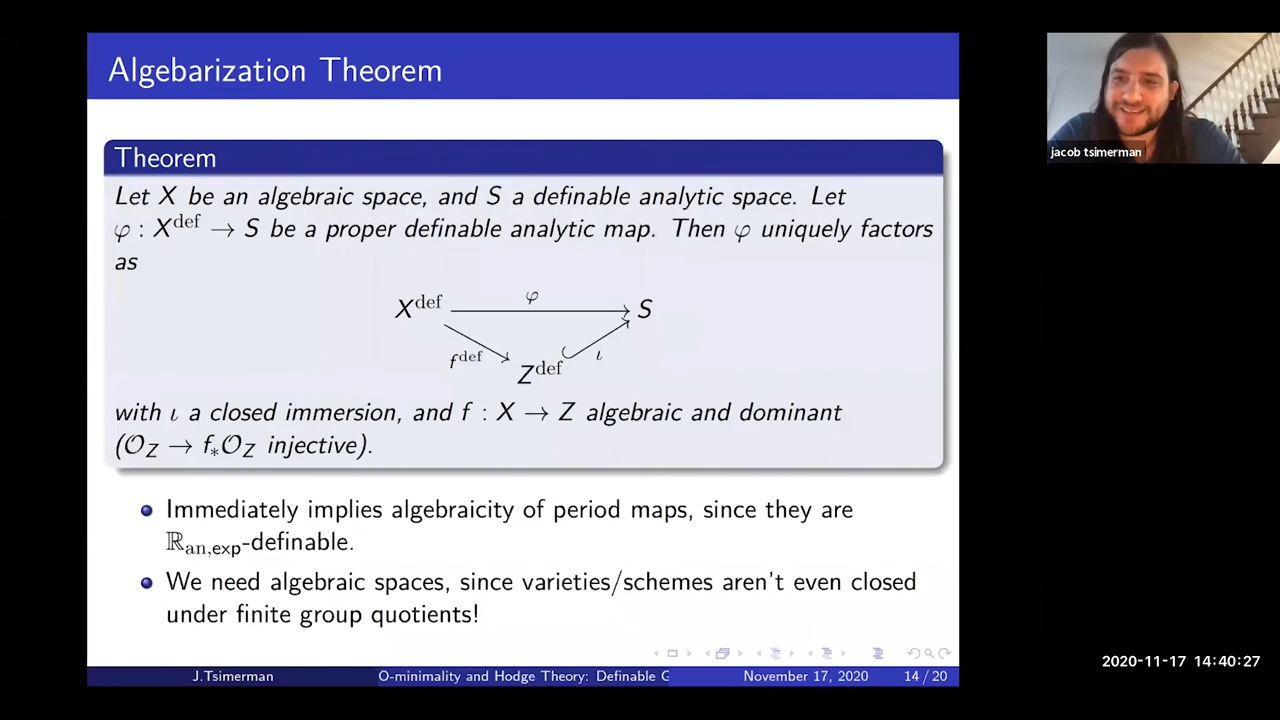 Algebarization Theorem
Theorem
Let X be an algebraic space, and S a definable analytic space. Let
φ : X^def → S be a proper definable analytic map. Then φ uniquely factors
as
φ
X^def S
f^def ι
Z^def
with ι a closed immersion, and f : X → Z algebraic and dominant
(O_Z → f_*O_Z injective).
Immediately implies algebraicity of period maps, since they are
ℝ_an,exp-definable.
We need algebraic spaces, since varieties/schemes aren't even closed
under finite group quotients!
J.Tsimerman O-minimality and Hodge Theory: Definable G November 17, 2020 14 / 20
jacob tsimerman
2020-11-17 14:40:27